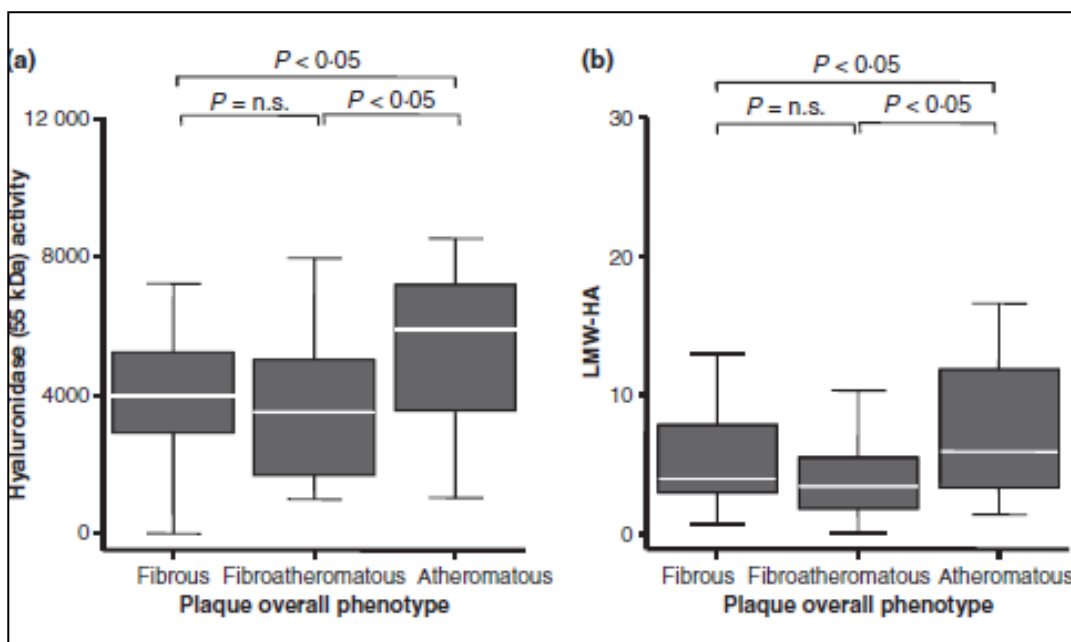 (a)
P < 0·05
P = n.s.
P < 0·05
12 000
8000
4000
0
Hyaluronidase (55 kDa) activity
Fibrous
Fibroatheromatous
Atheromatous
Plaque overall phenotype
(b)
P < 0·05
P = n.s.
P < 0·05
30
20
10
0
LMW-HA
Fibrous
Fibroatheromatous
Atheromatous
Plaque overall phenotype